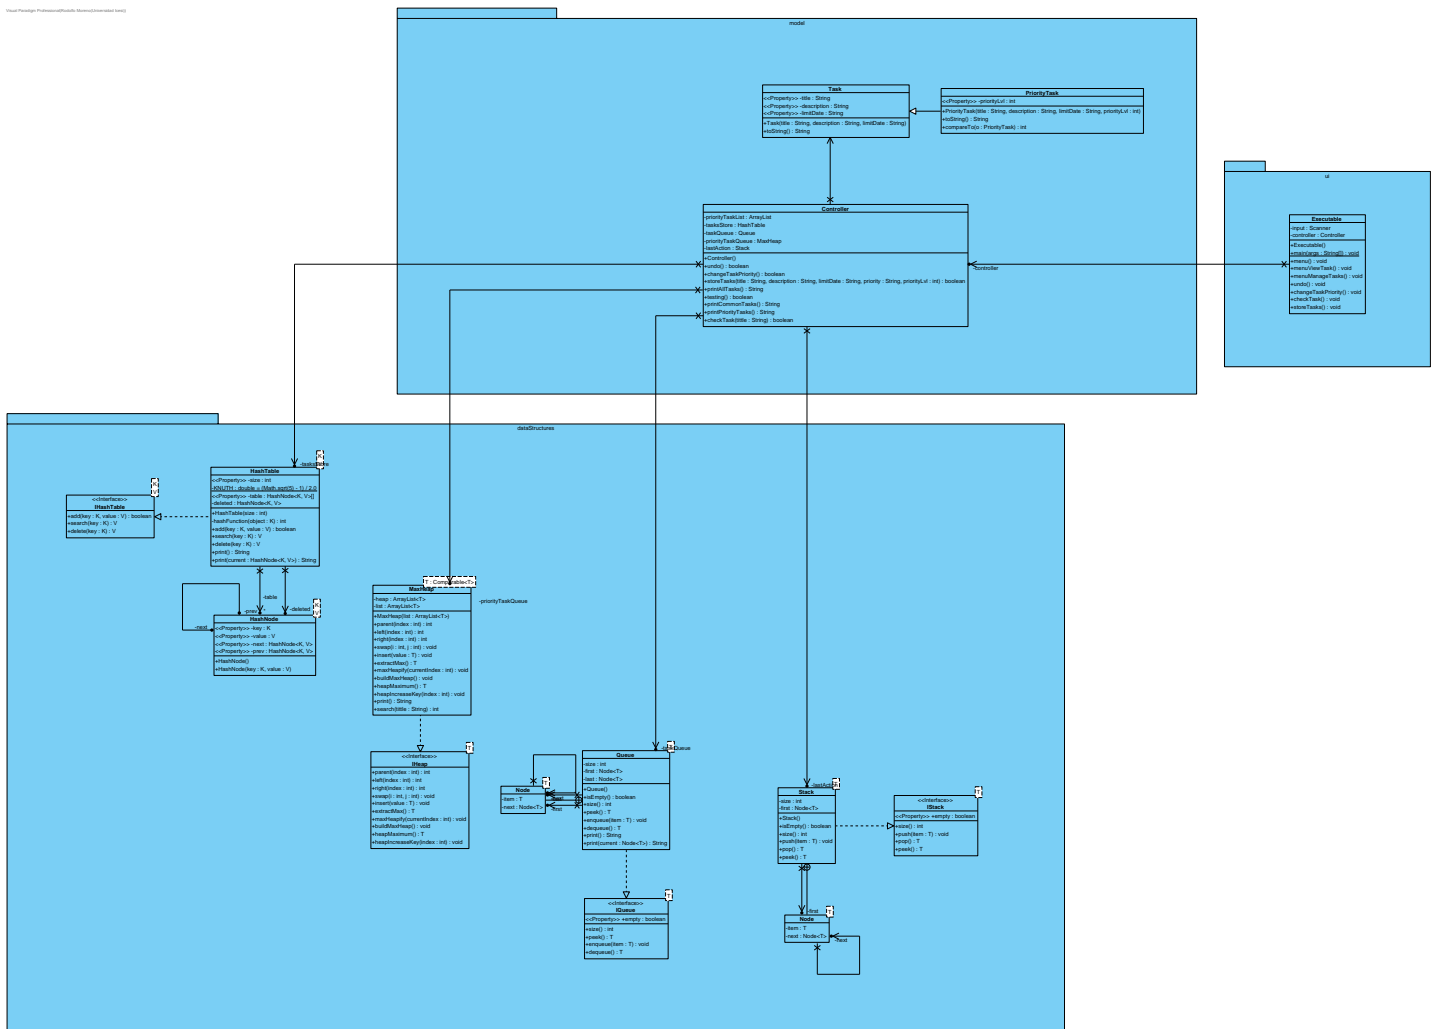 model
Task
<<Property>> -title : String
<<Property>> -description : String
<<Property>> -limitDate : String
+Task(title : String, description : String, limitDate : String)
+toString() : String
PriorityTask
<<Property>> -priorityLvl : int
+PriorityTask(title : String, description : String, limitDate : String, priorityLvl : int)
+toString() : String
+compareTo(o : PriorityTask) : int
Controller
-priorityTaskList : ArrayList
-tasksStore : HashTable
-taskQueue : Queue
-priorityTaskQueue : MaxHeap
-lastAction : Stack
+Controller()
+undo() : boolean
+changeTaskPriority() : boolean
+storeTasks(title : String, description : String, limitDate : String, priority : String, priorityLvl : int) : boolean
+printAllTasks() : String
+testing() : boolean
+printCommonTasks() : String
+printPriorityTasks() : String
+checkTask(tittle : String) : boolean
-controller
ui
Executable
-input : Scanner
-controller : Controller
+Executable()
+main(args : String[]) : void
+menu() : void
+menuViewTask() : void
+menuManageTasks() : void
+undo() : void
+changeTaskPriority() : void
+checkTask() : void
+storeTasks() : void
dataStructures
<<Interface>>
IHashTable
+add(key : K, value : V) : boolean
+search(key : K) : V
+delete(key : K) : V
K
V
HashTable
<<Property>> -size : int
-KNUTH : double = (Math.sqrt(5) - 1) / 2.0
<<Property>> -table : HashNode<K, V>[]
-deleted : HashNode<K, V>
+HashTable(size : int)
-hashFunction(object : K) : int
+add(key : K, value : V) : boolean
+search(key : K) : V
+delete(key : K) : V
+print() : String
+print(current : HashNode<K, V>) : String
-table
-deleted
-prev
-next
K
V
HashNode
<<Property>> -key : K
<<Property>> -value : V
<<Property>> -next : HashNode<K, V>
<<Property>> -prev : HashNode<K, V>
+HashNode()
+HashNode(key : K, value : V)
MaxHeap
-priorityTaskQueue
-heap : ArrayList<T>
-list : ArrayList<T>
+MaxHeap(list : ArrayList<T>)
+parent(index : int) : int
+left(index : int) : int
+right(index : int) : int
+swap(i : int, j : int) : void
+insert(value : T) : void
+extractMax() : T
+maxHeapify(currentIndex : int) : void
+buildMaxHeap() : void
+heapMaximum() : T
+heapIncreaseKey(index : int) : void
+print() : String
+search(tittle : String) : int
T
<<Interface>>
IHeap
+parent(index : int) : int
+left(index : int) : int
+right(index : int) : int
+swap(i : int, j : int) : void
+insert(value : T) : void
+extractMax() : T
+maxHeapify(currentIndex : int) : void
+buildMaxHeap() : void
+heapMaximum() : T
+heapIncreaseKey(index : int) : void
T
Node
-item : T
-next : Node<T>
-first
Queue
-size : int
-first : Node<T>
-last : Node<T>
+Queue()
+isEmpty() : boolean
+size() : int
+peek() : T
+enqueue(item : T) : void
+dequeue() : T
+print() : String
+print(current : Node<T>) : String
T
<<Interface>>
IQueue
<<Property>> +empty : boolean
+size() : int
+peek() : T
+enqueue(item : T) : void
+dequeue() : T
Stack
-size : int
-first : Node<T>
+Stack()
+isEmpty() : boolean
+size() : int
+push(item : T) : void
+pop() : T
+peek() : T
T
<<Interface>>
IStack
<<Property>> +empty : boolean
+size() : int
+push(item : T) : void
+pop() : T
+peek() : T
-first
T
Node
-item : T
-next : Node<T>
-next